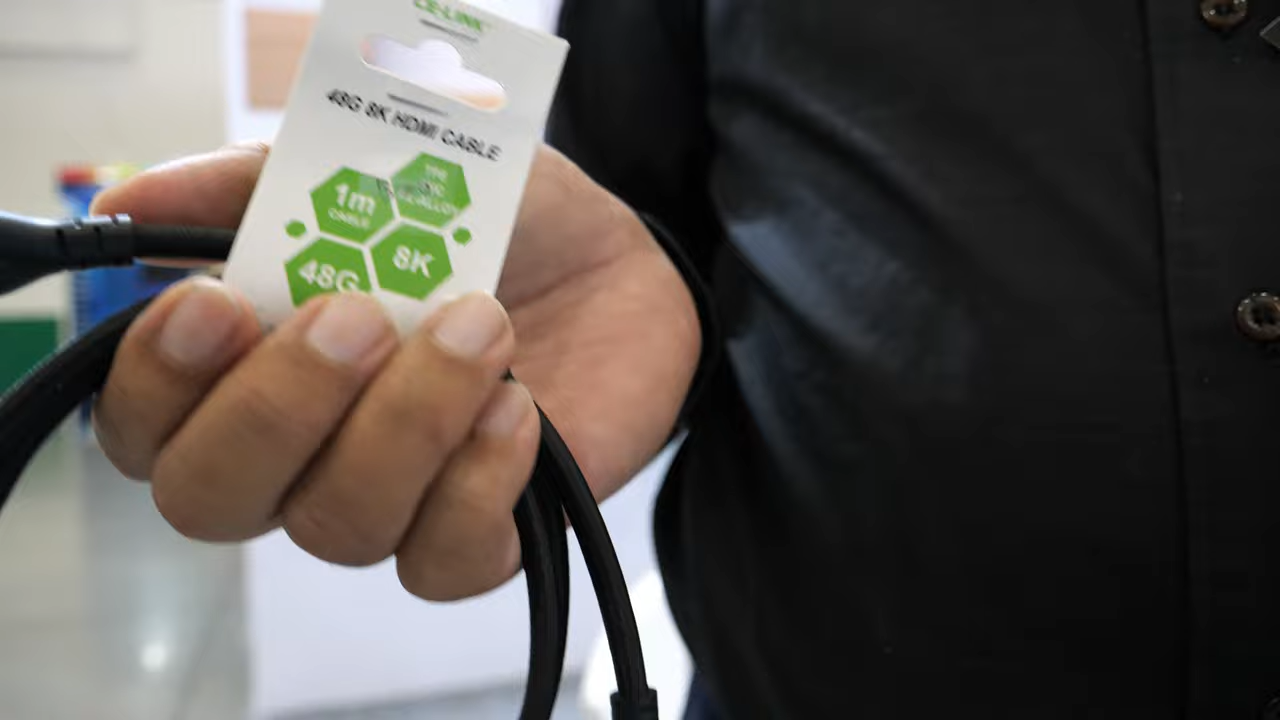 CE-LINK
48G 8K HDMI CABLE
1m
CABLE
48G
8K